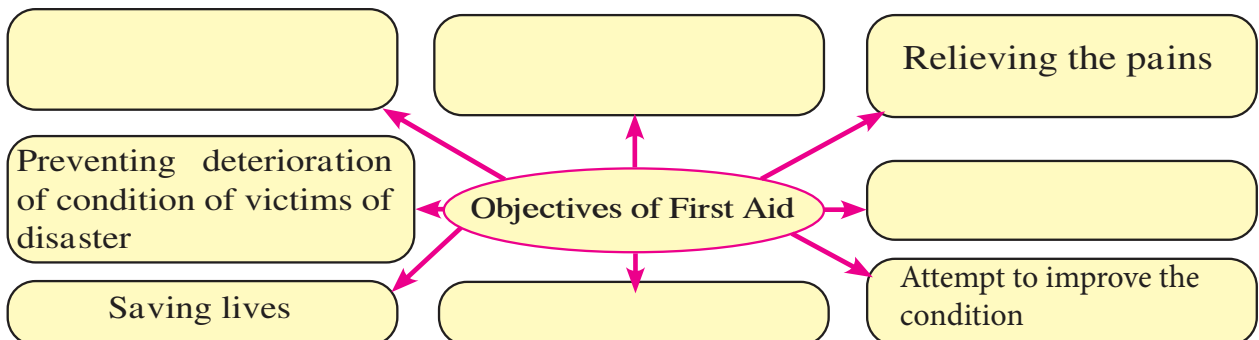 Relieving the pains
Preventing deterioration
of condition of victims of
disaster
Objectives of First Aid
Saving lives
Attempt to improve the
condition